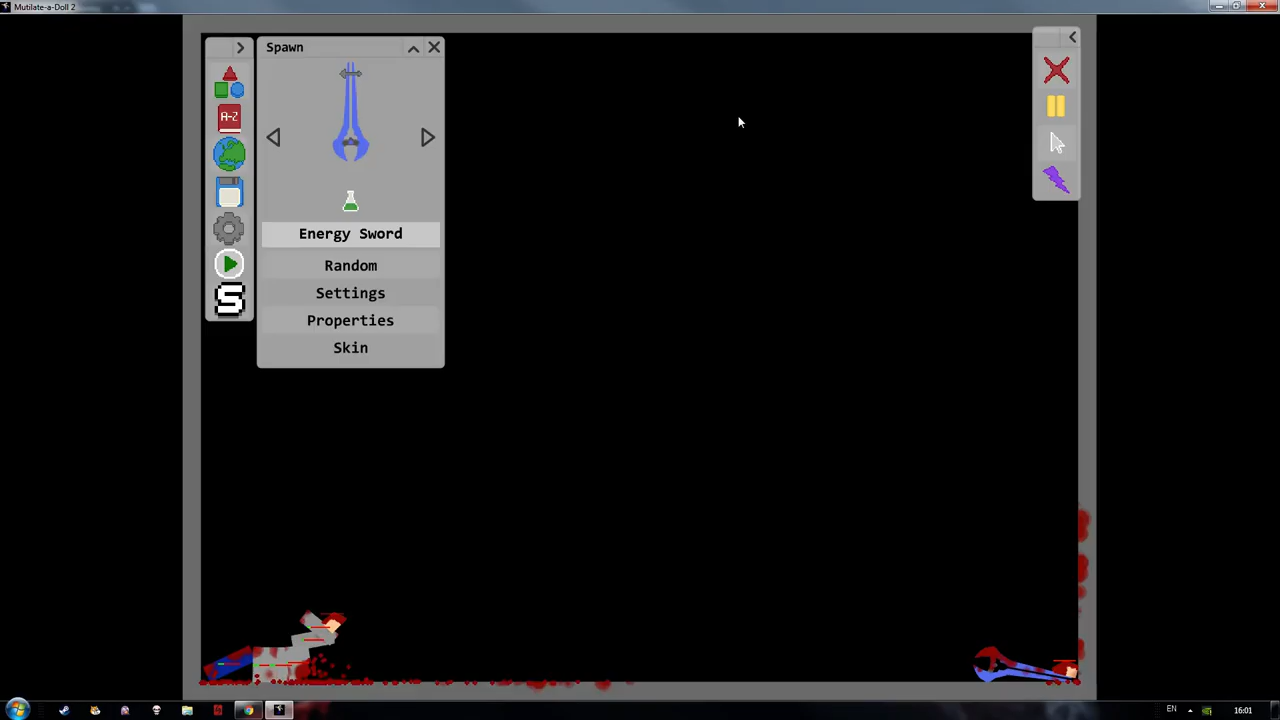 Mutilate-a-Doll 2
Spawn
A-Z
S
Energy Sword
Random
Settings
Properties
Skin
EN
16:01